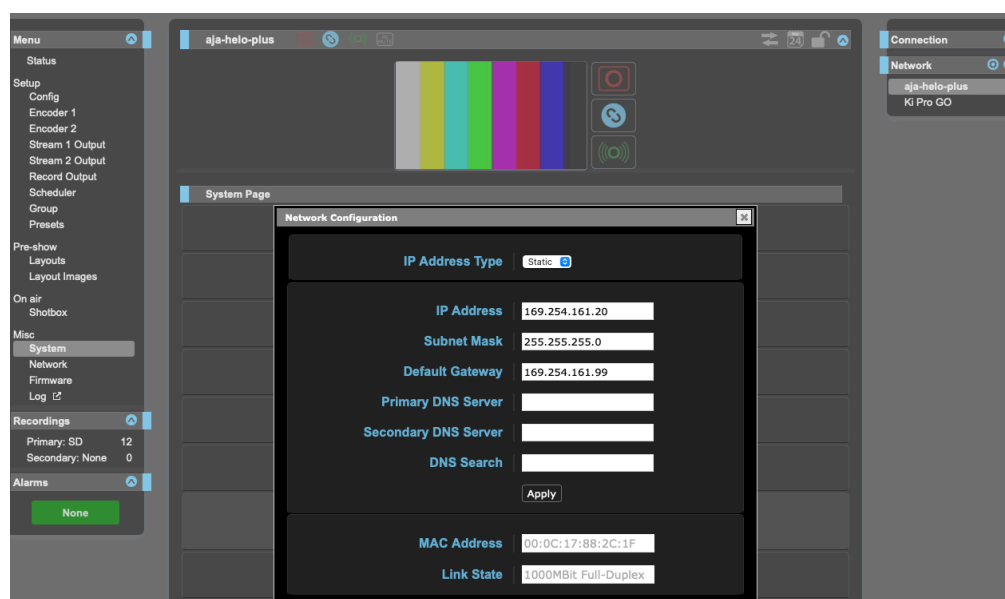 Menu
Status
Setup
Config
Encoder 1
Encoder 2
Stream 1 Output
Stream 2 Output
Record Output
Scheduler
Group
Presets
Pre-show
Layouts
Layout Images
On air
Shotbox
Misc
System
Network
Firmware
Log
Recordings
Primary: SD 12
Secondary: None 0
Alarms
None
aja-helo-plus
24
System Page
Network Configuration
IP Address Type Static
IP Address 169.254.161.20
Subnet Mask 255.255.255.0
Default Gateway 169.254.161.99
Primary DNS Server
Secondary DNS Server
DNS Search
Apply
MAC Address 00:0C:17:88:2C:1F
Link State 1000MBit Full-Duplex
Connection
Network
aja-helo-plus
Ki Pro GO